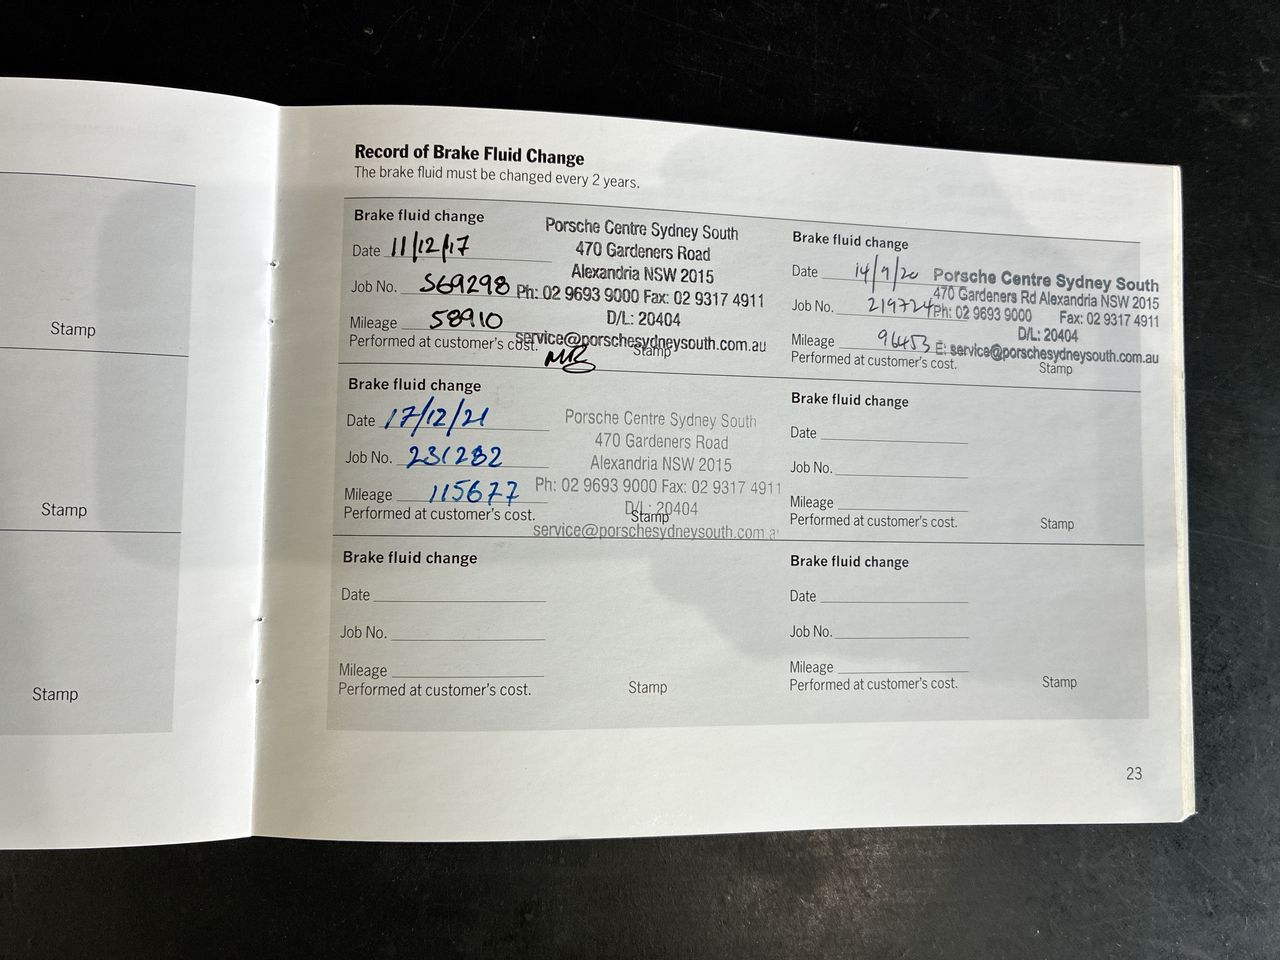 Stamp
Stamp
Stamp
Record of Brake Fluid Change
The brake fluid must be changed every 2 years.
Brake fluid change
Date 11/12/17
Job No. S69298
Mileage 58910
Performed at customer's cost.
Stamp
Porsche Centre Sydney South
470 Gardeners Road
Alexandria NSW 2015
Ph: 02 9693 9000 Fax: 02 9317 4911
D/L: 20404
service@porschesydneysouth.com.au
Brake fluid change
Date 14/9/20
Job No. 219724
Mileage 96453
Performed at customer's cost.
Stamp
Porsche Centre Sydney South
470 Gardeners Rd Alexandria NSW 2015
Ph: 02 9693 9000 Fax: 02 9317 4911
D/L: 20404
E: service@porschesydneysouth.com.au
Brake fluid change
Date 17/12/21
Job No. 231282
Mileage 115677
Performed at customer's cost.
Stamp
Porsche Centre Sydney South
470 Gardeners Road
Alexandria NSW 2015
Ph: 02 9693 9000 Fax: 02 9317 4911
D/L: 20404
service@porschesydneysouth.com.a
Brake fluid change
Date
Job No.
Mileage
Performed at customer's cost.
Stamp
Brake fluid change
Date
Job No.
Mileage
Performed at customer's cost.
Stamp
Brake fluid change
Date
Job No.
Mileage
Performed at customer's cost.
Stamp
23